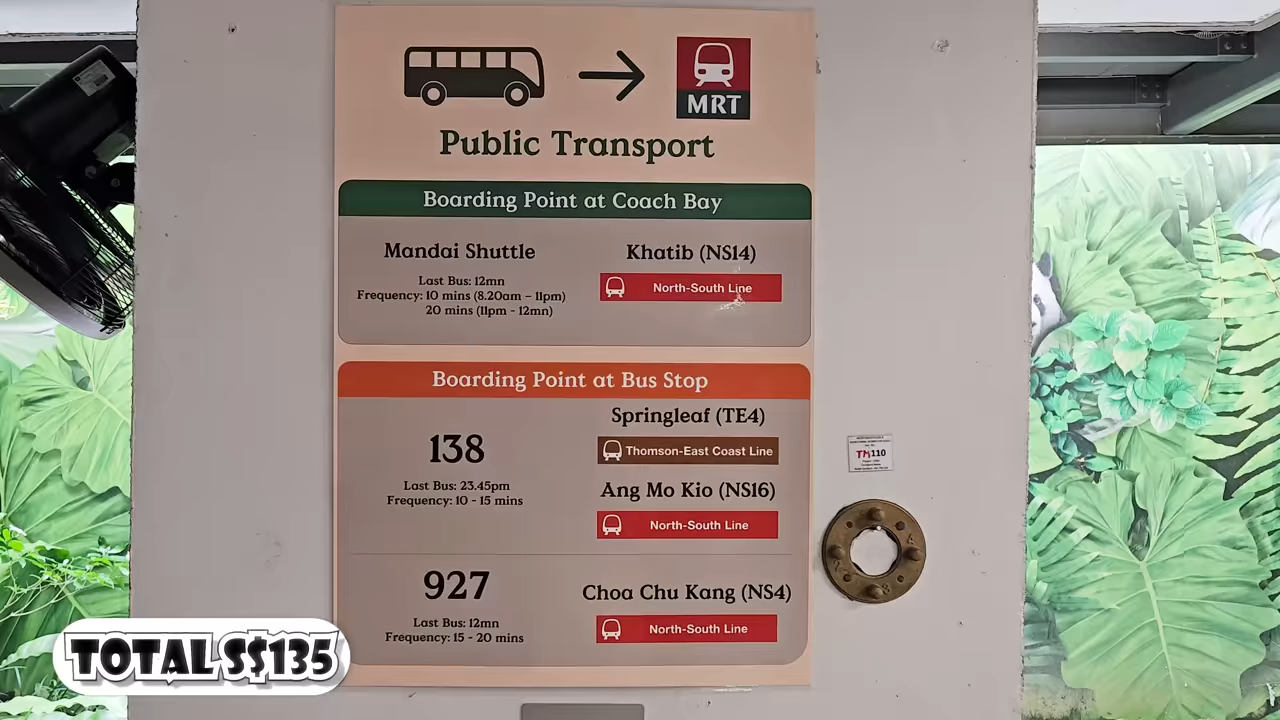 MRT
Public Transport
Boarding Point at Coach Bay
Mandai Shuttle
Last Bus: 12mn
Frequency: 10 mins (8.20am – 11pm)
20 mins (11pm - 12mn)
Khatib (NS14)
North-South Line
Boarding Point at Bus Stop
138
Last Bus: 23.45pm
Frequency: 10 - 15 mins
Springleaf (TE4)
Thomson-East Coast Line
Ang Mo Kio (NS16)
North-South Line
927
Last Bus: 12mn
Frequency: 15 - 20 mins
Choa Chu Kang (NS4)
North-South Line
110
TOTAL S$135